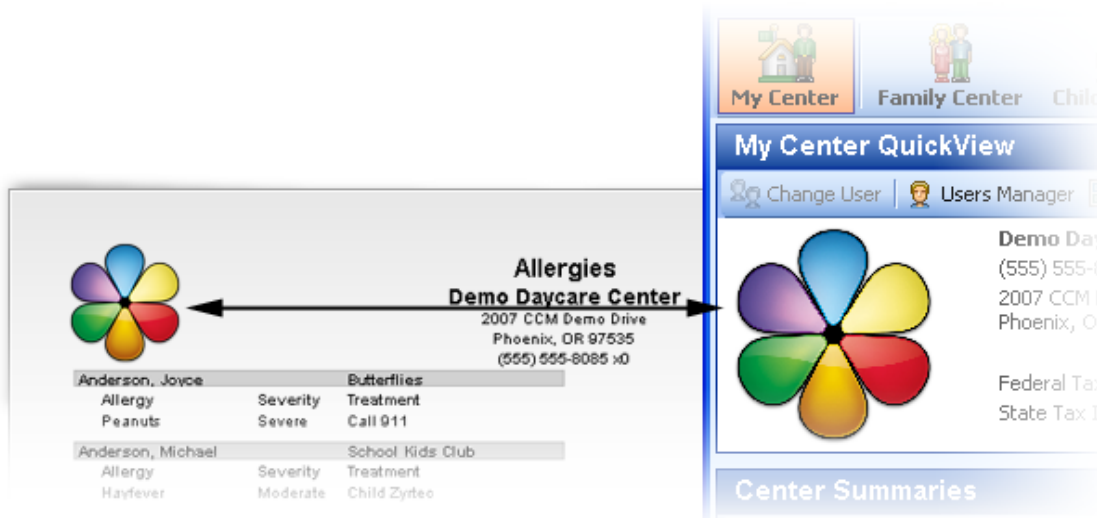 Allergies
Demo Daycare Center
2007 CCM Demo Drive
Phoenix, OR 97535
(555) 555-8085 x0
Anderson, Joyce Butterflies
Allergy Severity Treatment
Peanuts Severe Call 911
Anderson, Michael School Kids Club
Allergy Severity Treatment
Hayfever Moderate Child Zyrtec
My Center Family Center
My Center QuickView
Change User Users Manager
Demo
(555) 555-
2007 CCM
Phoenix,
Federal
State Tax
Center Summaries